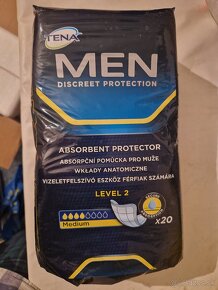 TENA
MEN
DISCREET PROTECTION
ABSORBENT PROTECTOR
ABSORPČNÍ POMŮCKA PRO MUŽE
WKŁADY ANATOMICZNE
VIZELETFELSZÍVÓ ESZKÖZ FÉRFIAK SZÁMÁRA
LEVEL 2
Medium
x20